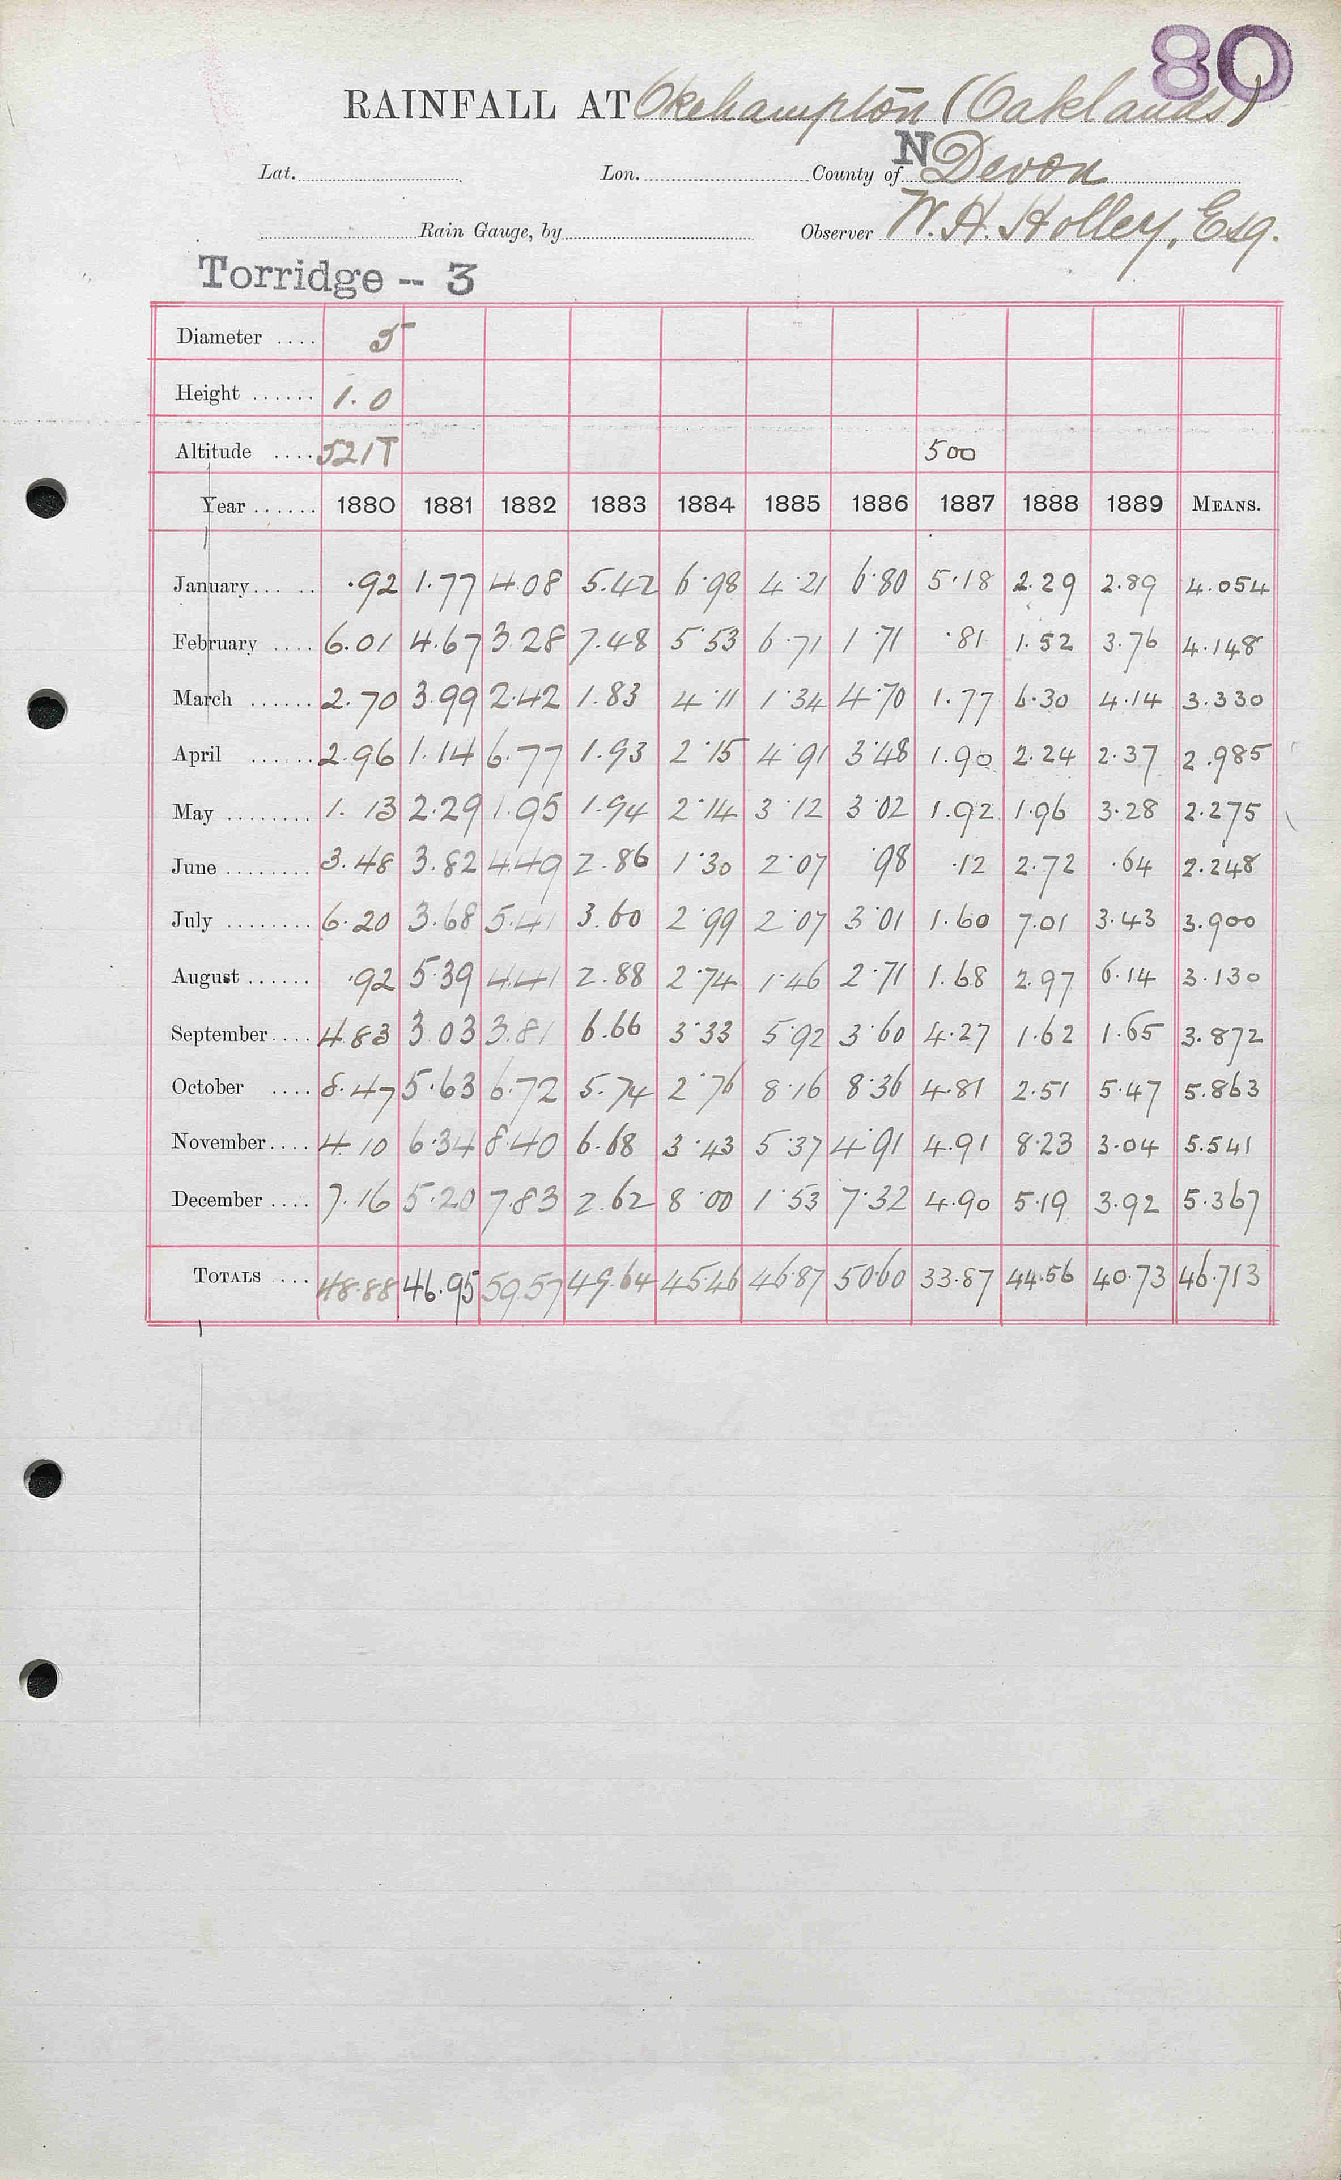 80
RAINFALL AT Okehampton (Oaklands)
Lat. Lon. County of N Devon
Rain Gauge, by Observer W. H. Holley, Esq.
Torridge -- 3
Diameter .... 5
Height ...... 1.0
Altitude .... 521T 500
Year ...... 1880 1881 1882 1883 1884 1885 1886 1887 1888 1889 MEANS.
January ... .. .92 1.77 4.08 5.42 6.98 4.21 6.80 5.18 2.29 2.89 4.054
February .... 6.01 4.67 3.28 7.48 5.53 6.71 1.71 .81 1.52 3.76 4.148
March ...... 2.70 3.99 2.42 1.83 4.11 1.34 4.70 1.77 6.30 4.14 3.330
April ...... 2.96 1.14 6.77 1.93 2.15 4.91 3.48 1.90 2.24 2.37 2.985
May ........ 1.13 2.29 1.95 1.94 2.14 3.12 3.02 1.92 1.96 3.28 2.275
June ........ 3.48 3.82 4.49 2.86 1.30 2.07 .98 .12 2.72 .64 2.248
July ........ 6.20 3.68 5.41 3.60 2.99 2.07 3.01 1.60 7.01 3.43 3.900
August ...... .92 5.39 4.41 2.88 2.74 1.46 2.71 1.68 2.97 6.14 3.130
September .... 4.83 3.03 3.81 6.66 3.33 5.92 3.60 4.27 1.62 1.65 3.872
October .... 8.47 5.63 6.72 5.74 2.76 8.16 8.36 4.81 2.51 5.47 5.863
November .... 4.10 6.34 8.40 6.68 3.43 5.37 4.91 4.91 8.23 3.04 5.541
December .... 7.16 5.20 7.83 2.62 8.00 1.53 7.32 4.90 5.19 3.92 5.367
TOTALS ... 48.88 46.95 59.57 49.64 45.46 46.87 50.60 33.87 44.56 40.73 46.713